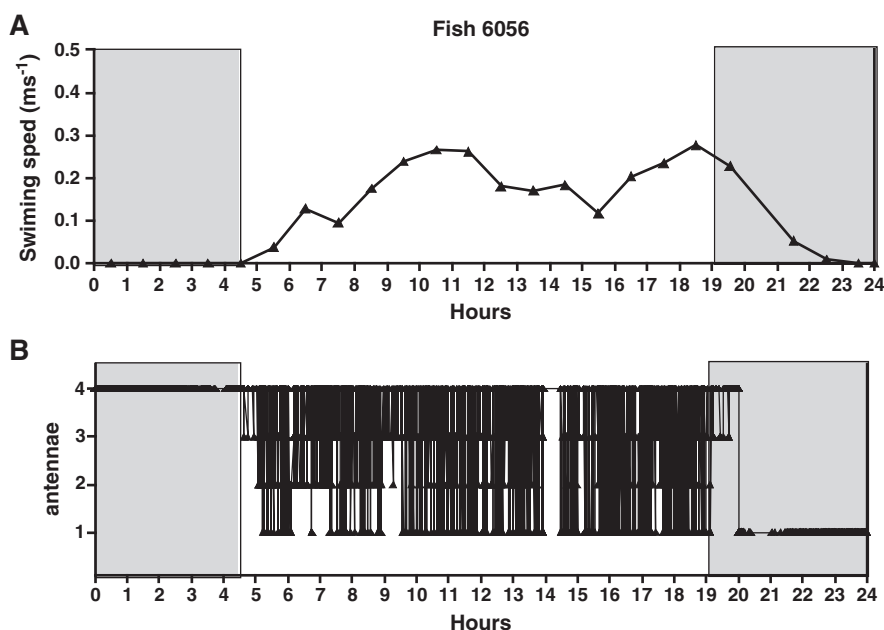 A
Fish 6056
Swiming sped (ms⁻¹)
0.5
0.4
0.3
0.2
0.1
0.0
0 1 2 3 4 5 6 7 8 9 10 11 12 13 14 15 16 17 18 19 20 21 22 23 24
Hours
B
antennae
4
3
2
1
0 1 2 3 4 5 6 7 8 9 10 11 12 13 14 15 16 17 18 19 20 21 22 23 24
Hours